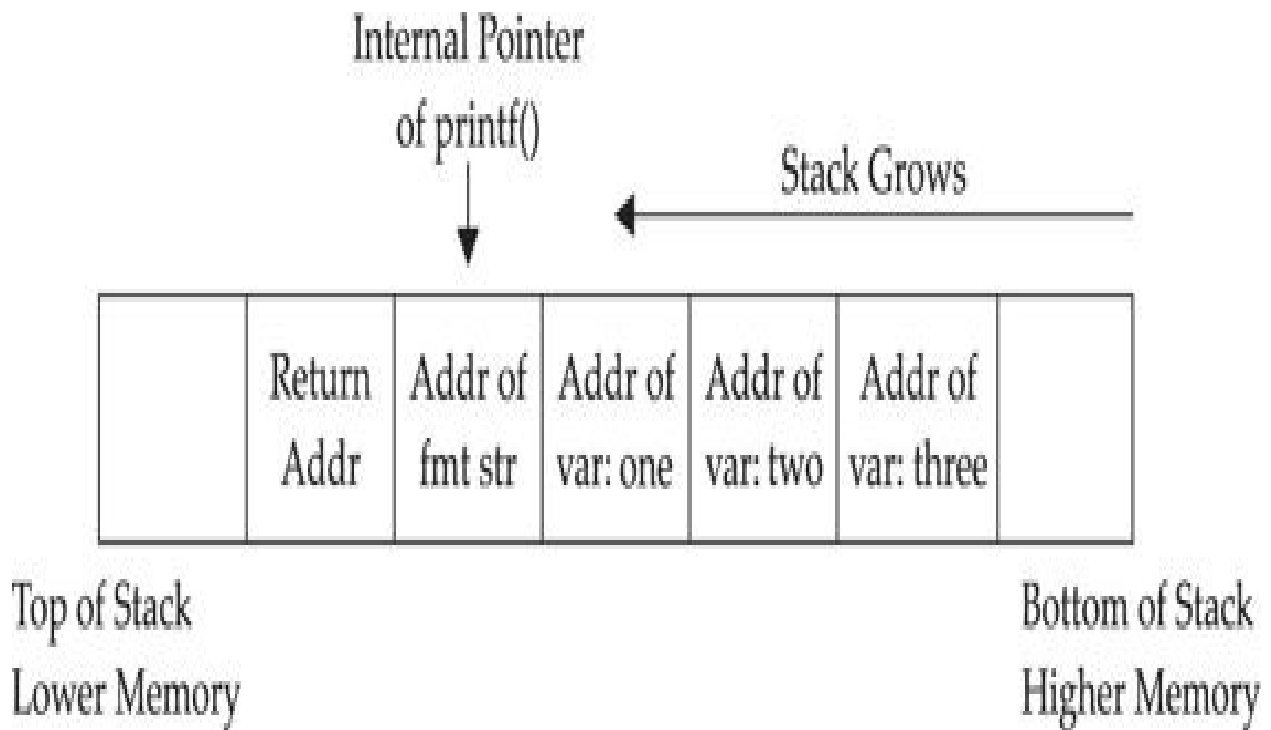 Internal Pointer
of printf()
Stack Grows
Return
Addr
Addr of
fmt str
Addr of
var: one
Addr of
var: two
Addr of
var: three
Top of Stack
Lower Memory
Bottom of Stack
Higher Memory